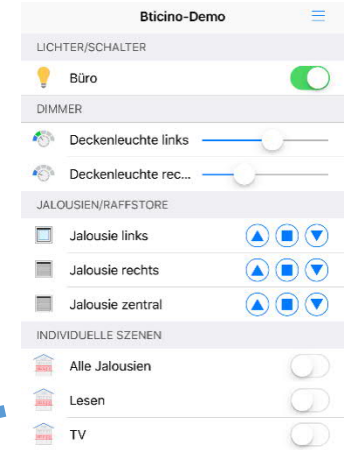 Bticino-Demo
LICHTER/SCHALTER
Büro
DIMMER
Deckenleuchte links
Deckenleuchte rec...
JALOUSIEN/RAFFSTORE
Jalousie links
Jalousie rechts
Jalousie zentral
INDIVIDUELLE SZENEN
Alle Jalousien
Lesen
TV